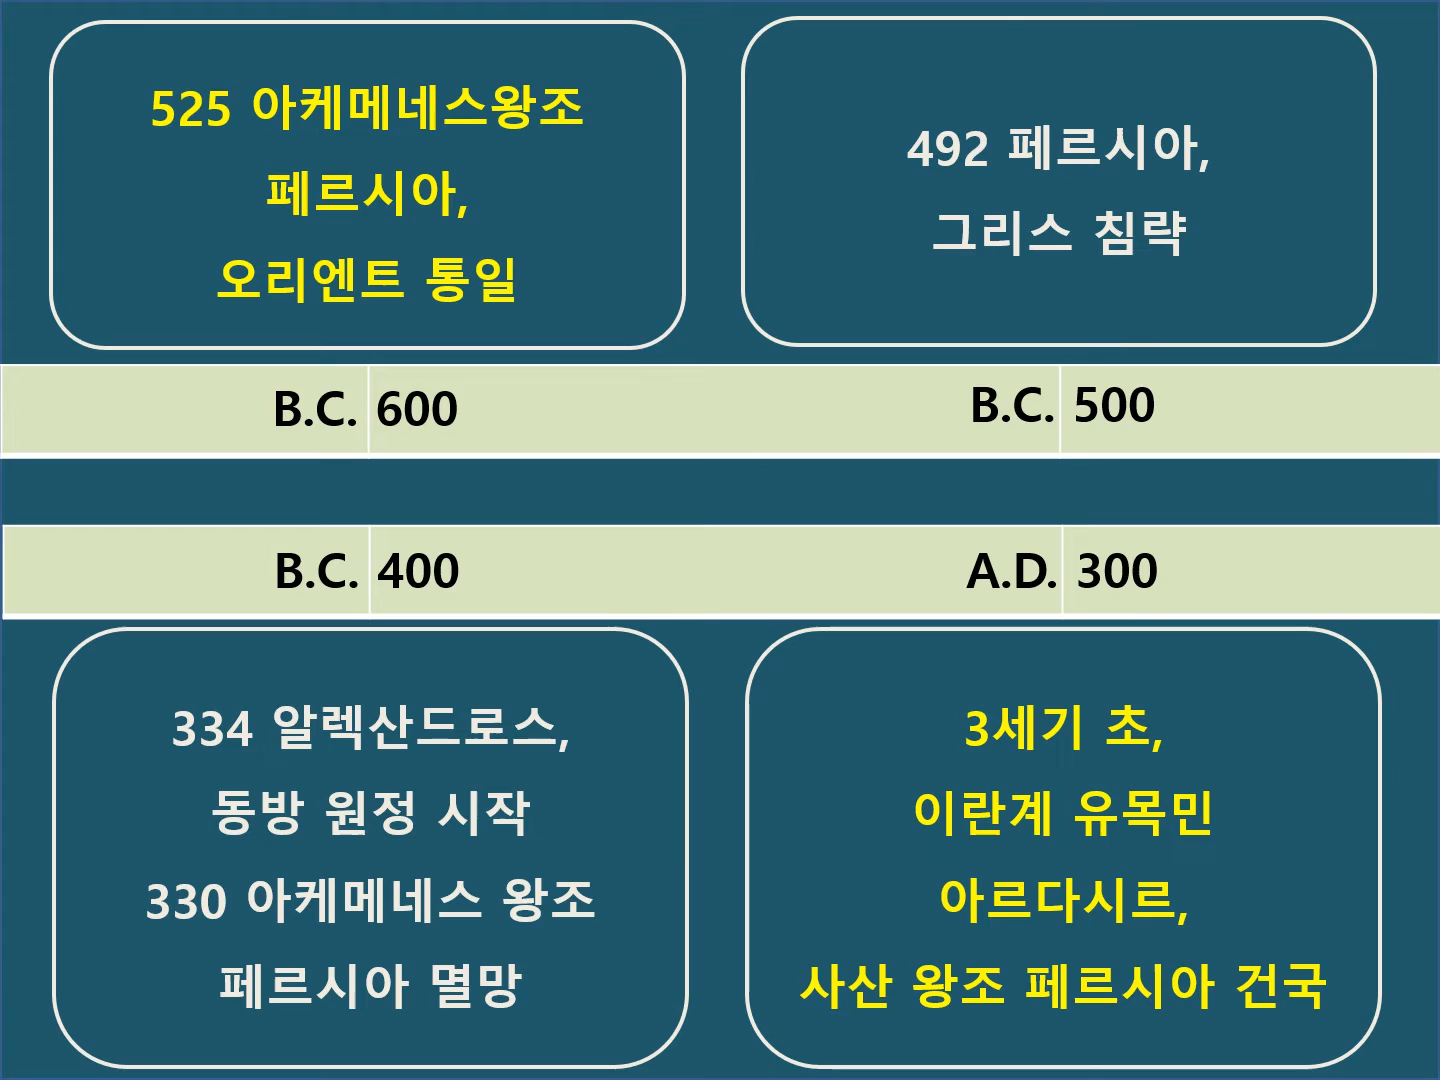 525 아케메네스왕조
페르시아,
오리엔트 통일
492 페르시아,
그리스 침략
B.C. 600
B.C. 500
B.C. 400
A.D. 300
334 알렉산드로스,
동방 원정 시작
330 아케메네스 왕조
페르시아 멸망
3세기 초,
이란계 유목민
아르다시르,
사산 왕조 페르시아 건국